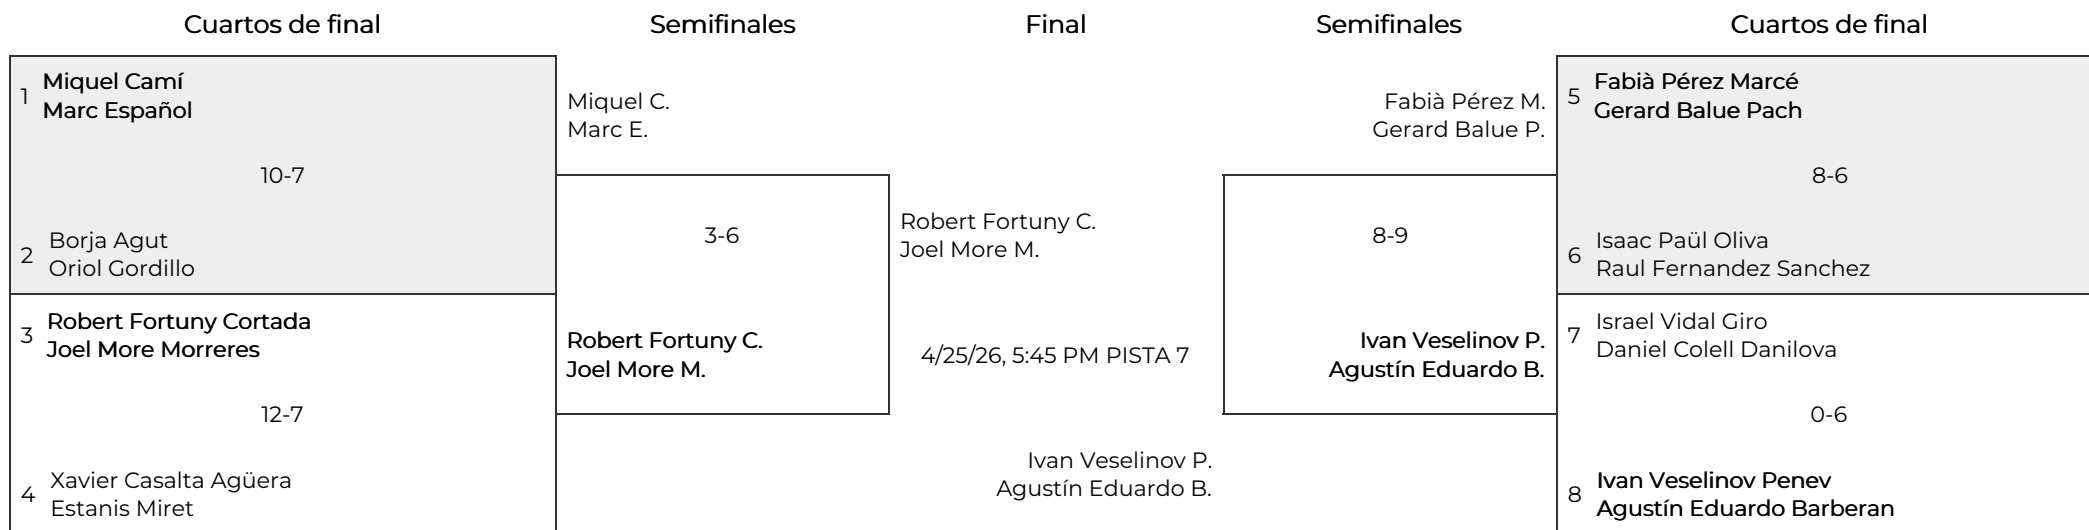 Cuartos de final
Semifinales
Final
Semifinales
Cuartos de final
1
Miquel Camí
Marc Español
10-7
2
Borja Agut
Oriol Gordillo
3
Robert Fortuny Cortada
Joel More Morreres
12-7
4
Xavier Casalta Agüera
Estanis Miret
Miquel C.
Marc E.
3-6
Robert Fortuny C.
Joel More M.
Robert Fortuny C.
Joel More M.
4/25/26, 5:45 PM PISTA 7
Ivan Veselinov P.
Agustín Eduardo B.
Fabià Pérez M.
Gerard Balue P.
8-9
Ivan Veselinov P.
Agustín Eduardo B.
5
Fabià Pérez Marcé
Gerard Balue Pach
8-6
6
Isaac Paül Oliva
Raul Fernandez Sanchez
7
Israel Vidal Giro
Daniel Colell Danilova
0-6
8
Ivan Veselinov Penev
Agustín Eduardo Barberan